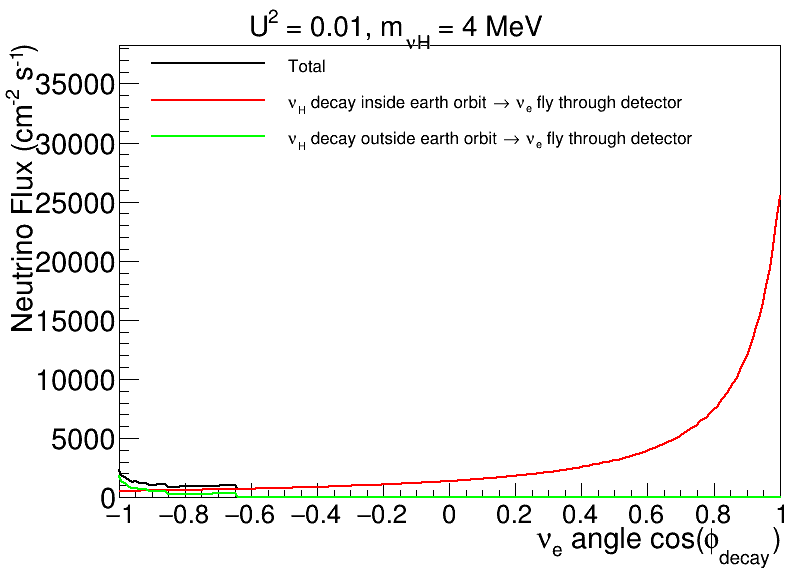 U² = 0.01, m_νH = 4 MeV
Neutrino Flux (cm⁻² s⁻¹)
Total
ν_H decay inside earth orbit → ν_e fly through detector
ν_H decay outside earth orbit → ν_e fly through detector
35000
30000
25000
20000
15000
10000
5000
0
−1 −0.8 −0.6 −0.4 −0.2 0 0.2 0.4 0.6 0.8 1
ν_e angle cos(ϕ_decay)